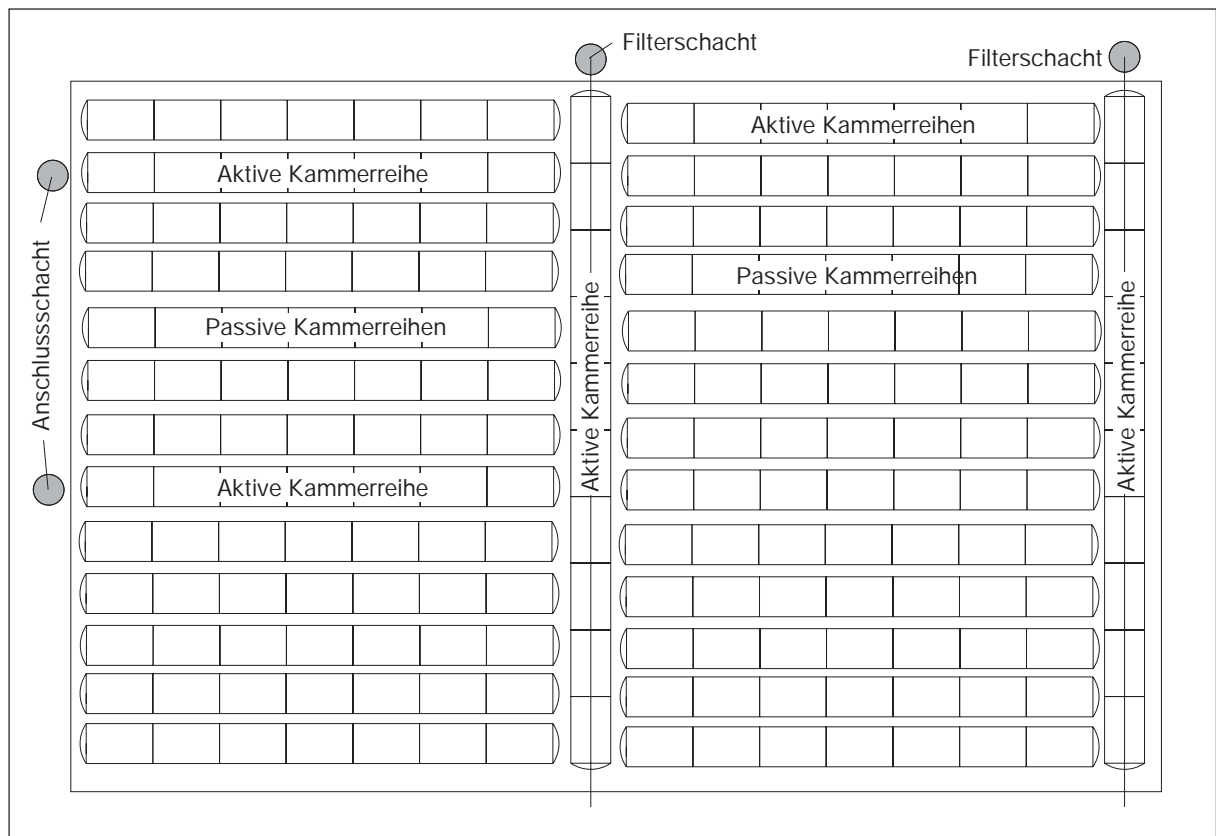 Filterschacht
Filterschacht
Aktive Kammerreihen
Aktive Kammerreihe
Anschlussschacht
Passive Kammerreihen
Passive Kammerreihen
Aktive Kammerreihe
Aktive Kammerreihe
Aktive Kammerreihe